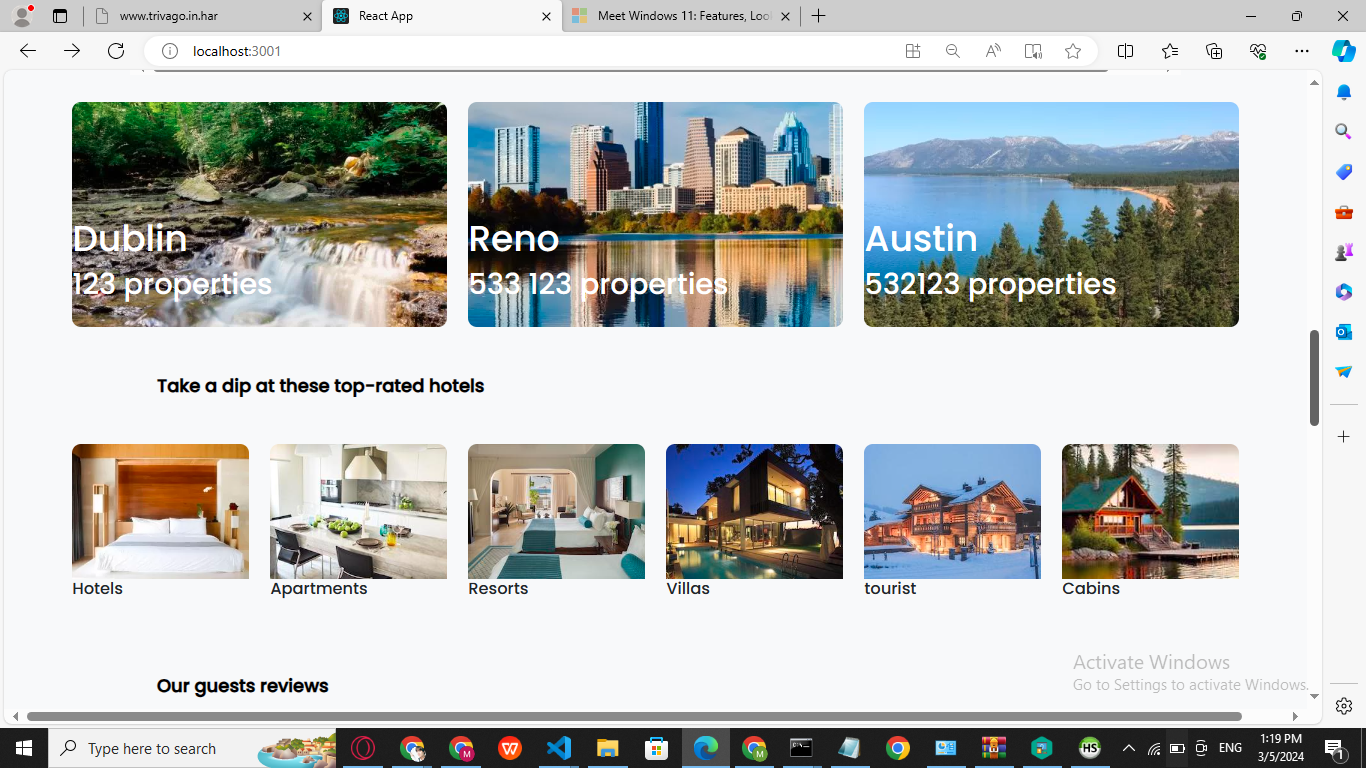 www.trivago.in.har
React App
Meet Windows 11: Features, Loo
localhost:3001
Dublin
123 properties
Reno
533 123 properties
Austin
532123 properties
Take a dip at these top-rated hotels
Hotels
Apartments
Resorts
Villas
tourist
Cabins
Our guests reviews
Activate Windows
Go to Settings to activate Windows.
Type here to search
ENG
1:19 PM
3/5/2024
1
M
M
HS